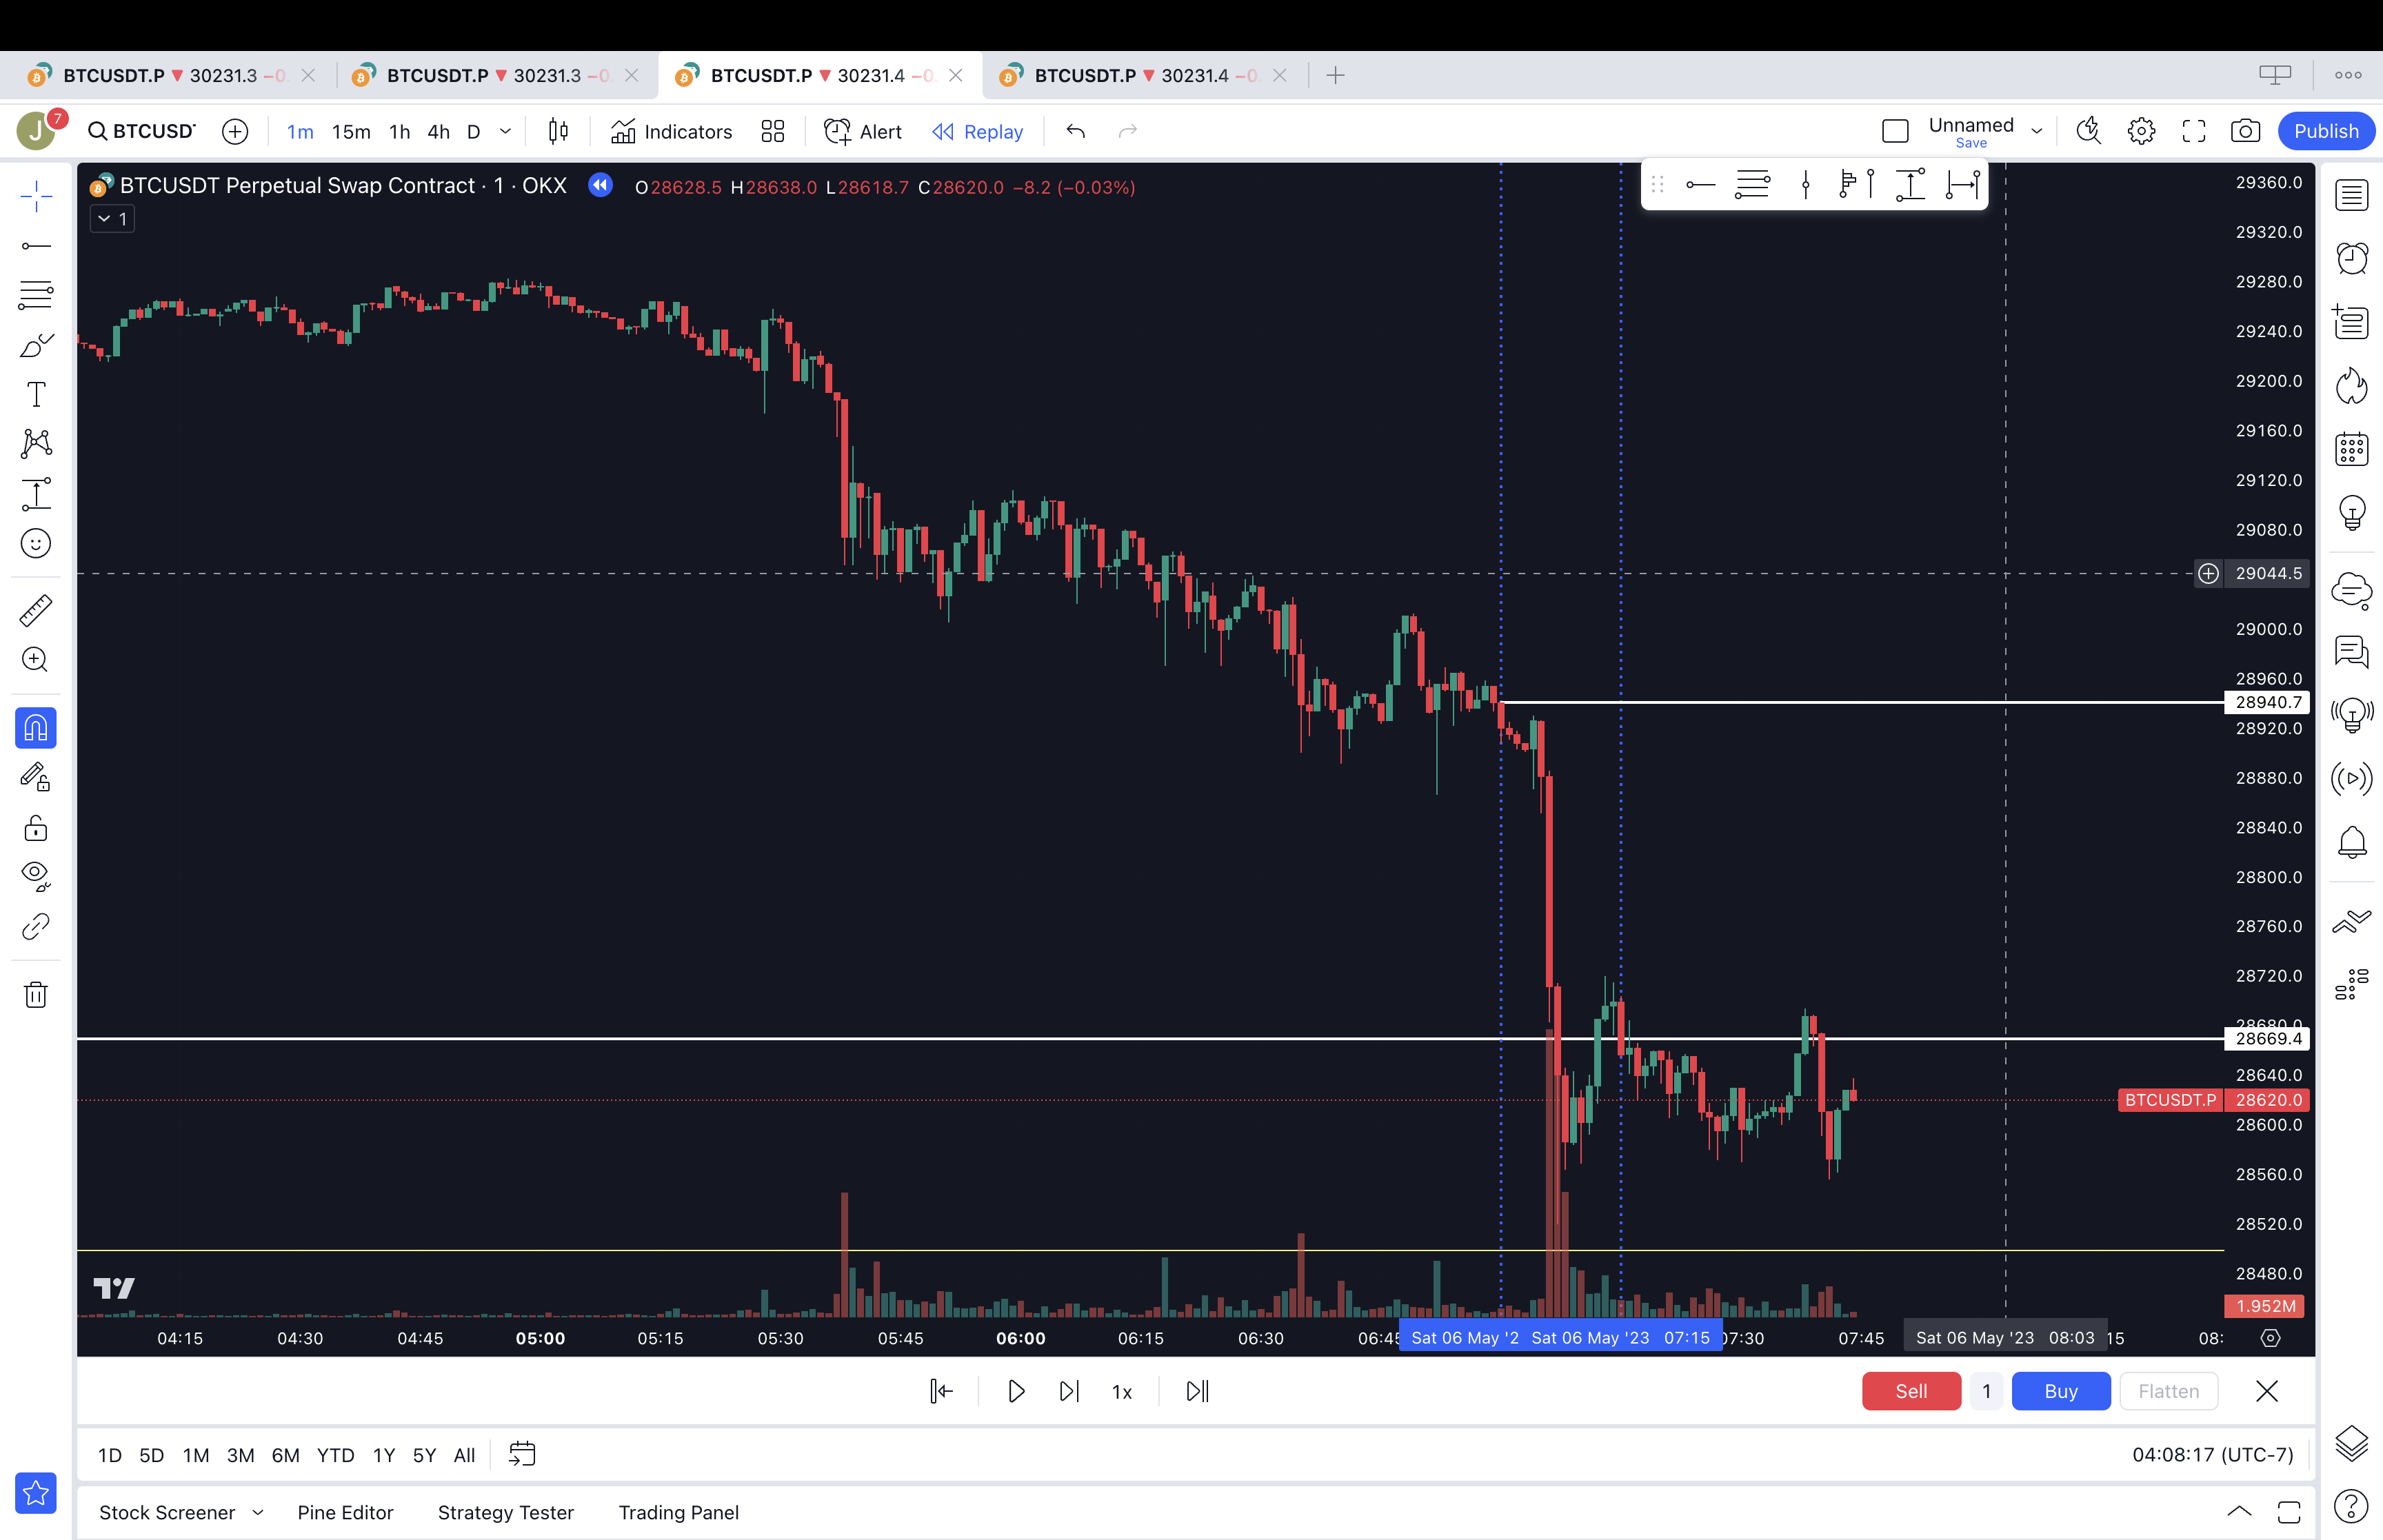 BTCUSDT.P ▼ 30231.3 −0 BTCUSDT.P ▼ 30231.3 −0 BTCUSDT.P ▼ 30231.4 −0 BTCUSDT.P ▼ 30231.4 −0
J 7 BTCUSD 1m 15m 1h 4h D Indicators Alert Replay Unnamed Save Publish
BTCUSDT Perpetual Swap Contract · 1 · OKX O28628.5 H28638.0 L28618.7 C28620.0 −8.2 (−0.03%)
1
29360.0
29320.0
29280.0
29240.0
29200.0
29160.0
29120.0
29080.0
29044.5
29000.0
28960.0
28940.7
28920.0
28880.0
28840.0
28800.0
28760.0
28720.0
28680.0
28669.4
28640.0
BTCUSDT.P 28620.0
28600.0
28560.0
28520.0
28480.0
1.952M
04:15 04:30 04:45 05:00 05:15 05:30 05:45 06:00 06:15 06:30 06:45 Sat 06 May '2 Sat 06 May '23 07:15 07:30 07:45 Sat 06 May '23 08:03 15 08:
1x Sell 1 Buy Flatten
1D 5D 1M 3M 6M YTD 1Y 5Y All 04:08:17 (UTC-7)
Stock Screener Pine Editor Strategy Tester Trading Panel